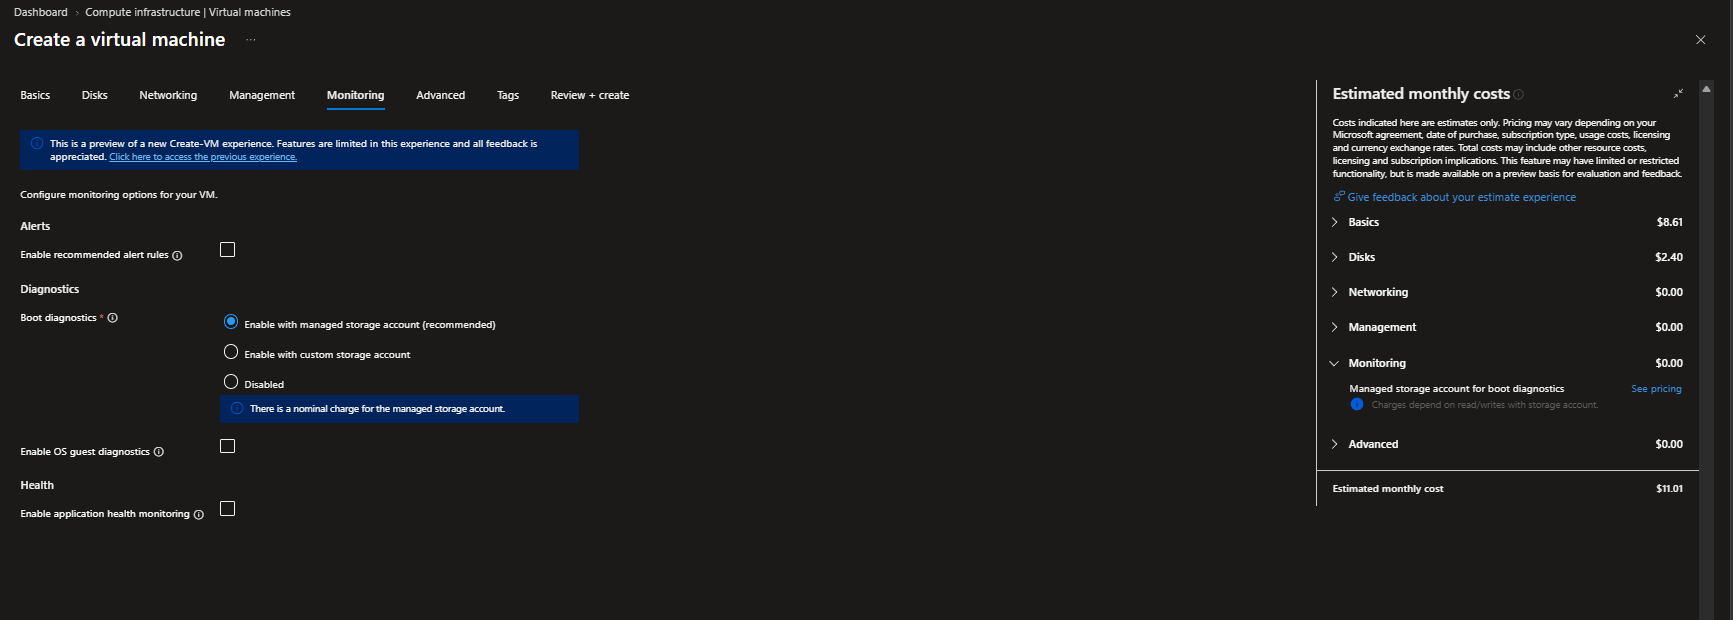 Dashboard > Compute infrastructure | Virtual machines
Create a virtual machine ...
Basics Disks Networking Management Monitoring Advanced Tags Review + create
This is a preview of a new Create-VM experience. Features are limited in this experience and all feedback is
appreciated. Click here to access the previous experience.
Configure monitoring options for your VM.
Alerts
Enable recommended alert rules
Diagnostics
Boot diagnostics *
Enable with managed storage account (recommended)
Enable with custom storage account
Disabled
There is a nominal charge for the managed storage account.
Enable OS guest diagnostics
Health
Enable application health monitoring
Estimated monthly costs
Costs indicated here are estimates only. Pricing may vary depending on your
Microsoft agreement, date of purchase, subscription type, usage costs, licensing
and currency exchange rates. Total costs may include other resource costs,
licensing and subscription implications. This feature may have limited or restricted
functionality, but is made available on a preview basis for evaluation and feedback.
Give feedback about your estimate experience
Basics $8.61
Disks $2.40
Networking $0.00
Management $0.00
Monitoring $0.00
Managed storage account for boot diagnostics See pricing
Charges depend on read/writes with storage account.
Advanced $0.00
Estimated monthly cost $11.01